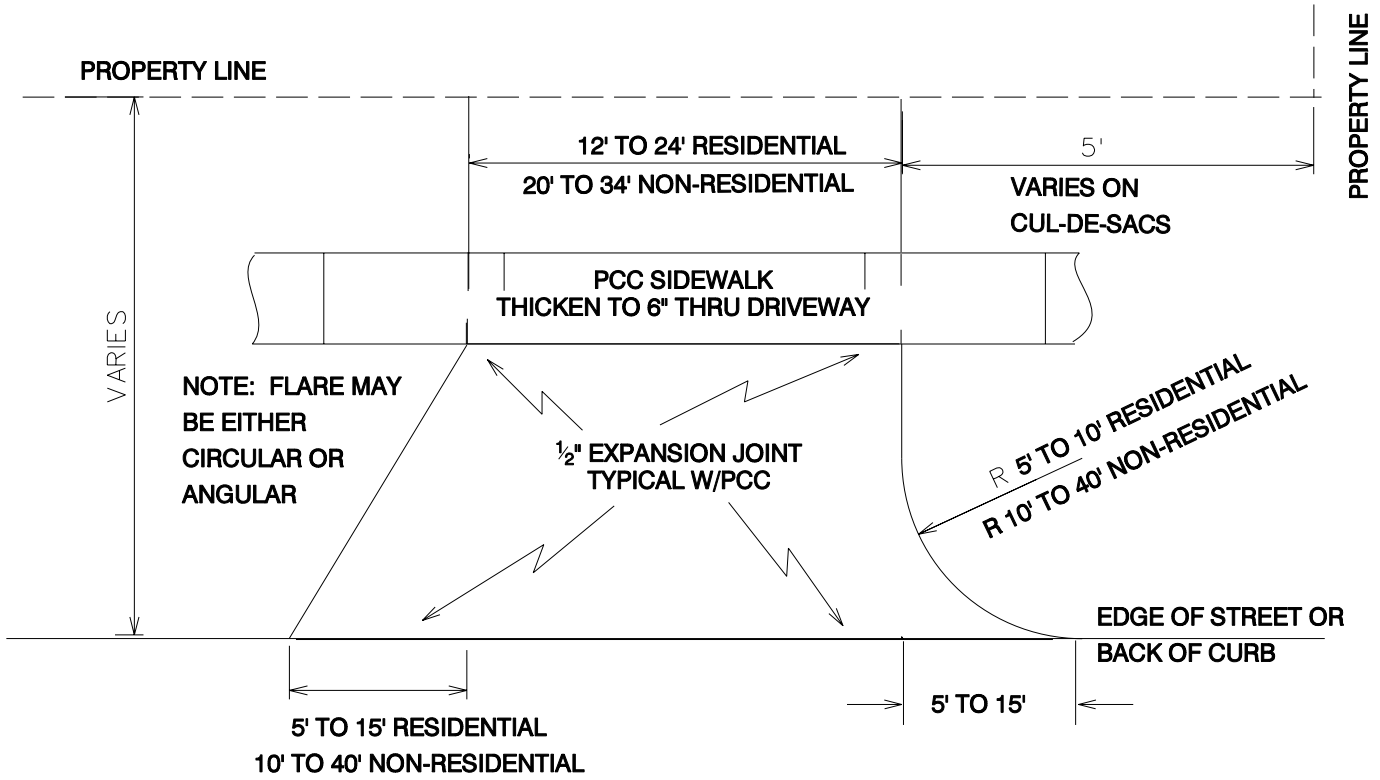 PROPERTY LINE
PROPERTY LINE
12' TO 24' RESIDENTIAL
20' TO 34' NON-RESIDENTIAL
5'
VARIES ON
CUL-DE-SACS
PCC SIDEWALK
THICKEN TO 6" THRU DRIVEWAY
VARIES
NOTE: FLARE MAY
BE EITHER
CIRCULAR OR
ANGULAR
½" EXPANSION JOINT
TYPICAL W/PCC
R 5' TO 10' RESIDENTIAL
R 10' TO 40' NON-RESIDENTIAL
EDGE OF STREET OR
BACK OF CURB
5' TO 15' RESIDENTIAL
10' TO 40' NON-RESIDENTIAL
5' TO 15'